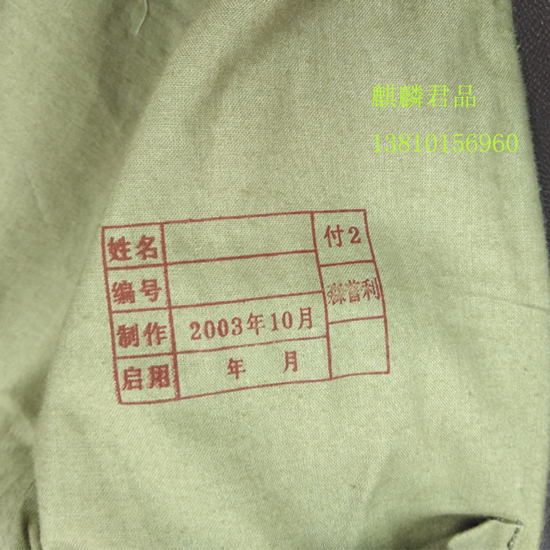 麒麟君品
13810156960
姓名 付2
编号
制作 2003年10月
启用 年 月